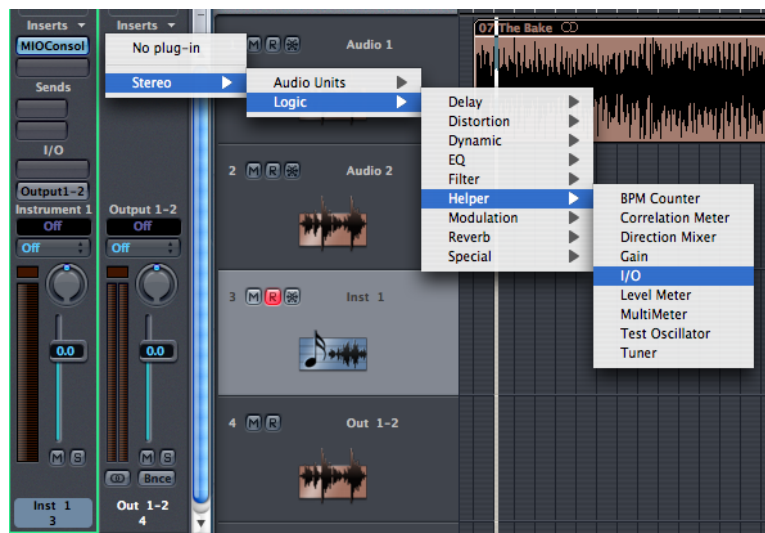 Inserts
MIOConsol
Sends
I/O
Output1-2
Instrument 1
Off
Off
0.0
M S
Inst 1
3
Inserts
No plug-in
Stereo
Output 1-2
Off
Off
0.0
M S
Bnce
Out 1-2
4
Audio Units
Logic
Delay
Distortion
Dynamic
EQ
Filter
Helper
Modulation
Reverb
Special
BPM Counter
Correlation Meter
Direction Mixer
Gain
I/O
Level Meter
MultiMeter
Test Oscillator
Tuner
M R Audio 1
2 M R Audio 2
3 M R Inst 1
4 M R Out 1-2
07 The Bake